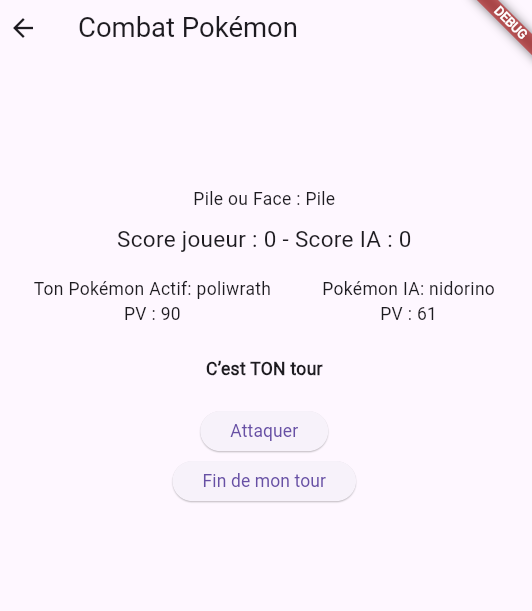 Combat Pokémon
DEBUG
Pile ou Face : Pile
Score joueur : 0 - Score IA : 0
Ton Pokémon Actif: poliwrath
PV : 90
Pokémon IA: nidorino
PV : 61
C’est TON tour
Attaquer
Fin de mon tour